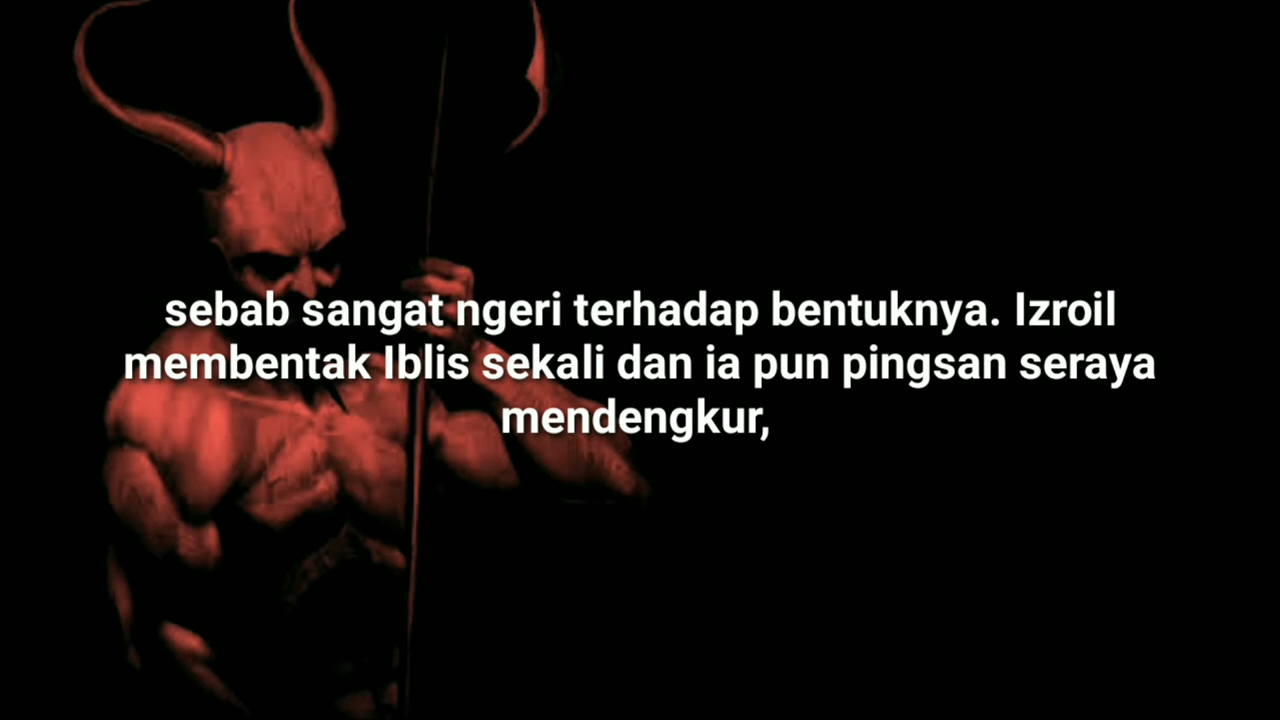 sebab sangat ngeri terhadap bentuknya. Izroil
membentak Iblis sekali dan ia pun pingsan seraya
mendengkur,